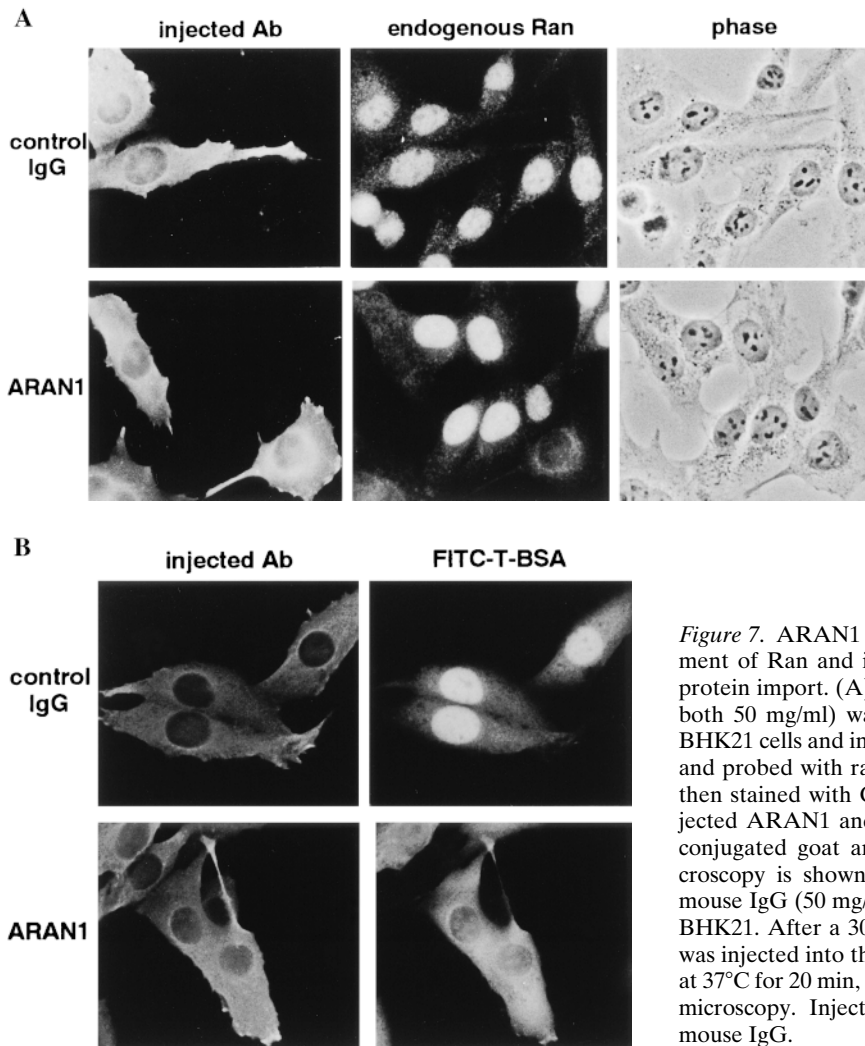 A
injected Ab endogenous Ran phase
control
IgG
ARAN1
B
injected Ab FITC-T-BSA
control
IgG
ARAN1
Figure 7. ARAN1
ment of Ran and i
protein import. (A
both 50 mg/ml) wa
BHK21 cells and in
and probed with ra
then stained with C
jected ARAN1 and
conjugated goat ar
croscopy is shown
mouse IgG (50 mg/
BHK21. After a 30
was injected into th
at 37°C for 20 min,
microscopy. Inject
mouse IgG.